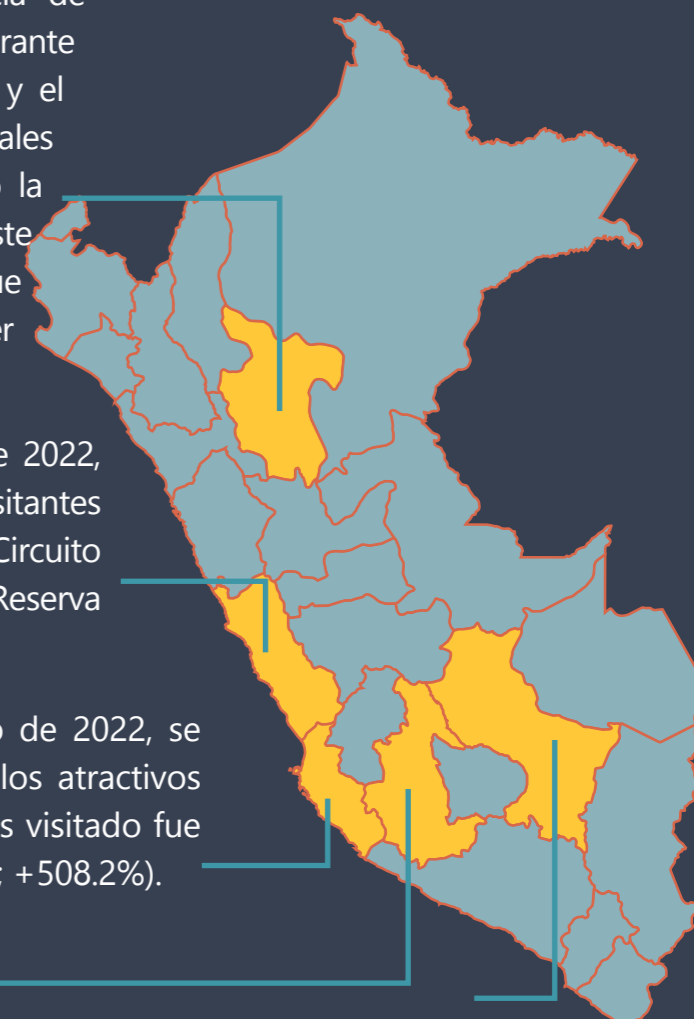 rante
y el
ales
la
ste
ue
er
e 2022,
sitantes
Circuito
Reserva
o de 2022, se
los atractivos
s visitado fue
; +508.2%).